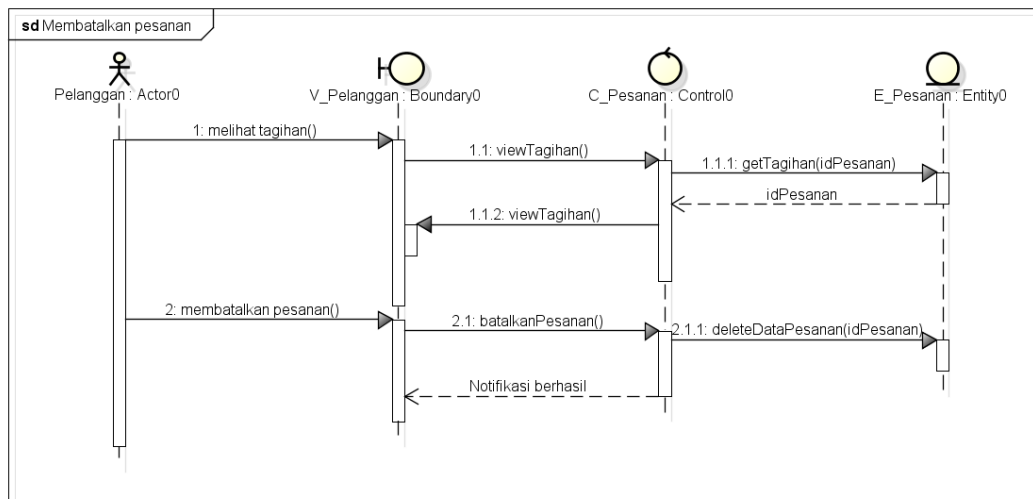 sd Membatalkan pesanan
Pelanggan : Actor0
V_Pelanggan : Boundary0
C_Pesanan : Control0
E_Pesanan : Entity0
1: melihat tagihan()
1.1: viewTagihan()
1.1.1: getTagihan(idPesanan)
idPesanan
1.1.2: viewTagihan()
2: membatalkan pesanan()
2.1: batalkanPesanan()
2.1.1: deleteDataPesanan(idPesanan)
Notifikasi berhasil